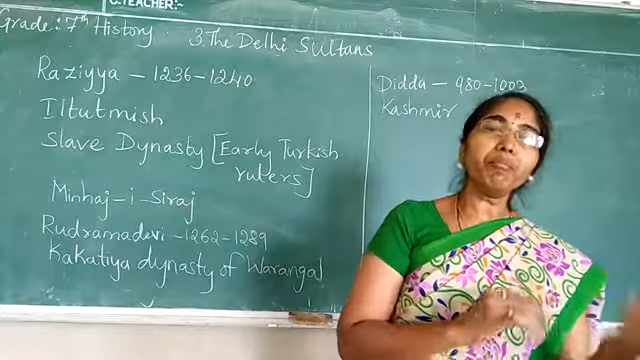 C.TEACHER:-
Grade: 7th History
3. The Delhi Sultans
Raziyya - 1236-1240
Iltutmish
Slave Dynasty [Early Turkish
rulers]
Minhaj-i-Siraj
Rudramadevi - 1262-1289
Kakatiya dynasty of Warangal
Didda - 980-1003
Kashmir